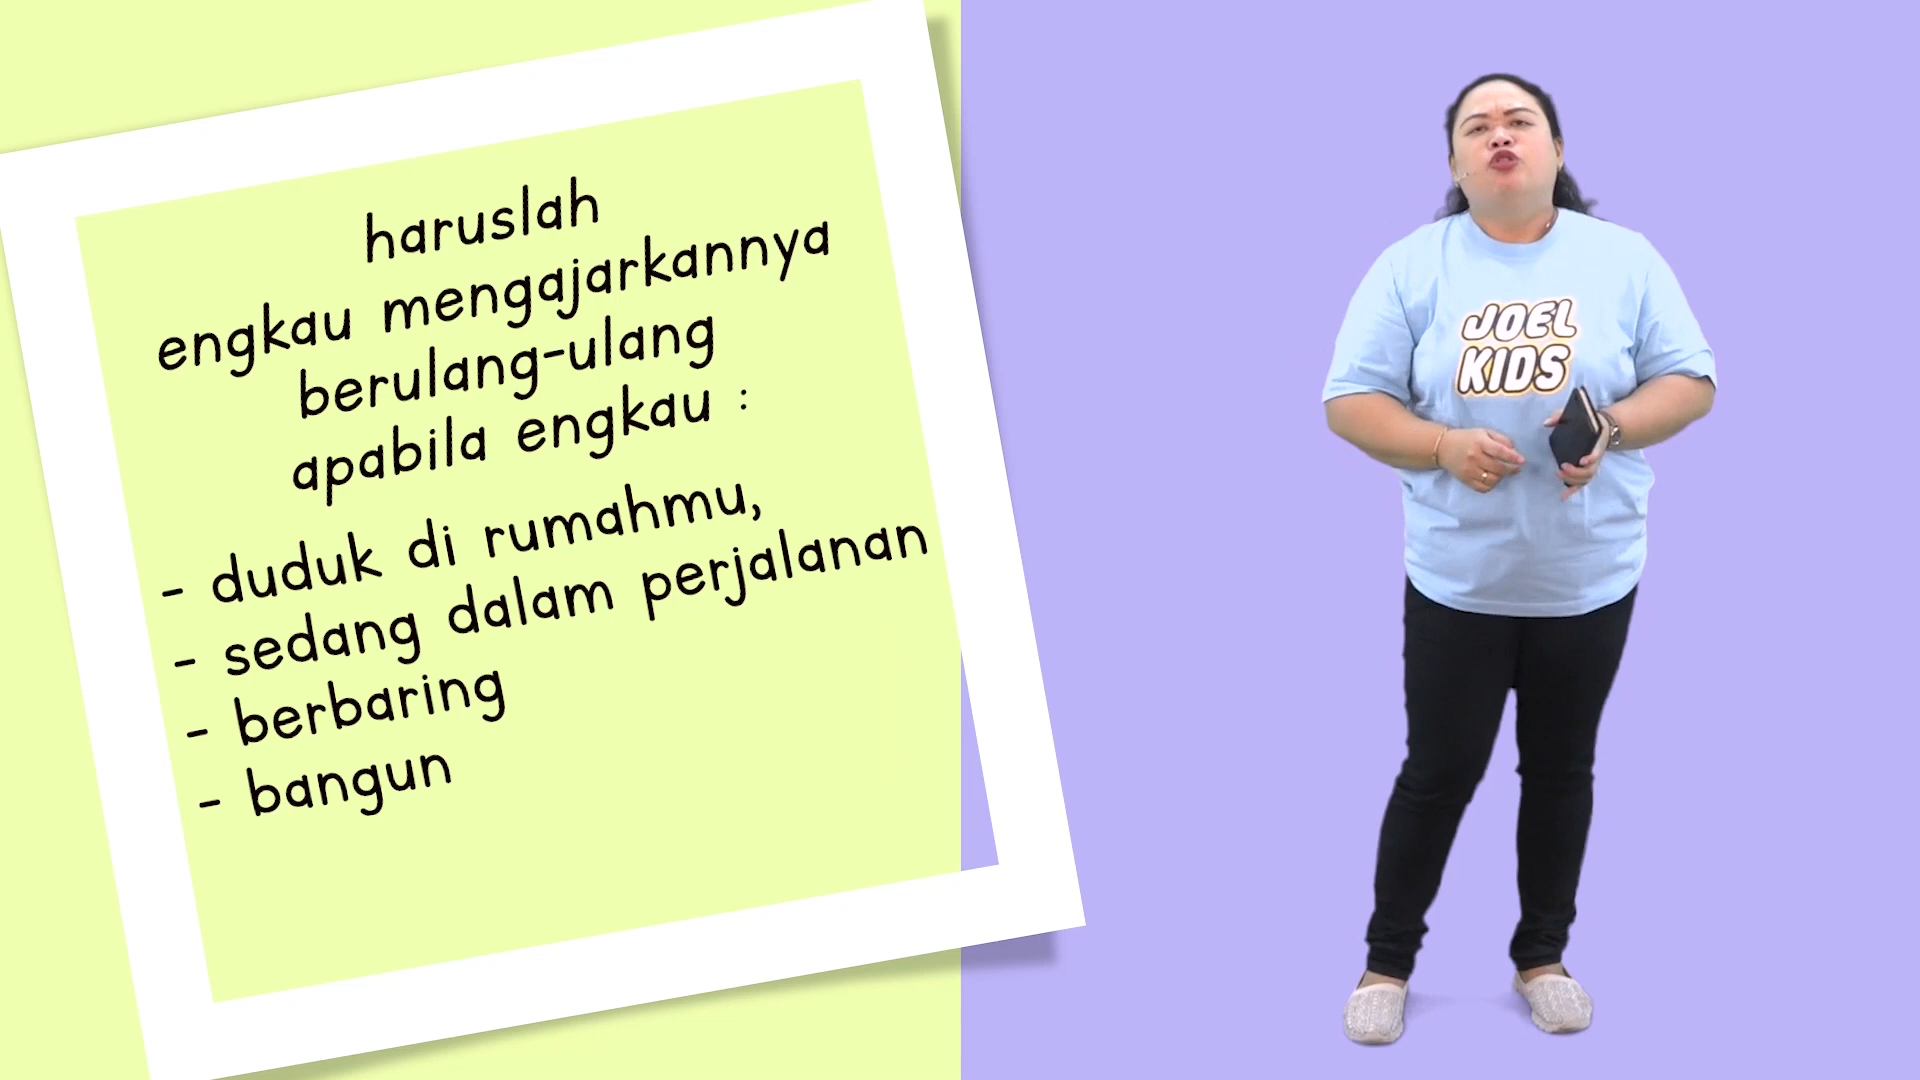 haruslah
engkau mengajarkannya
berulang-ulang
apabila engkau :
- duduk di rumahmu,
- sedang dalam perjalanan
- berbaring
- bangun
JOEL
KIDS